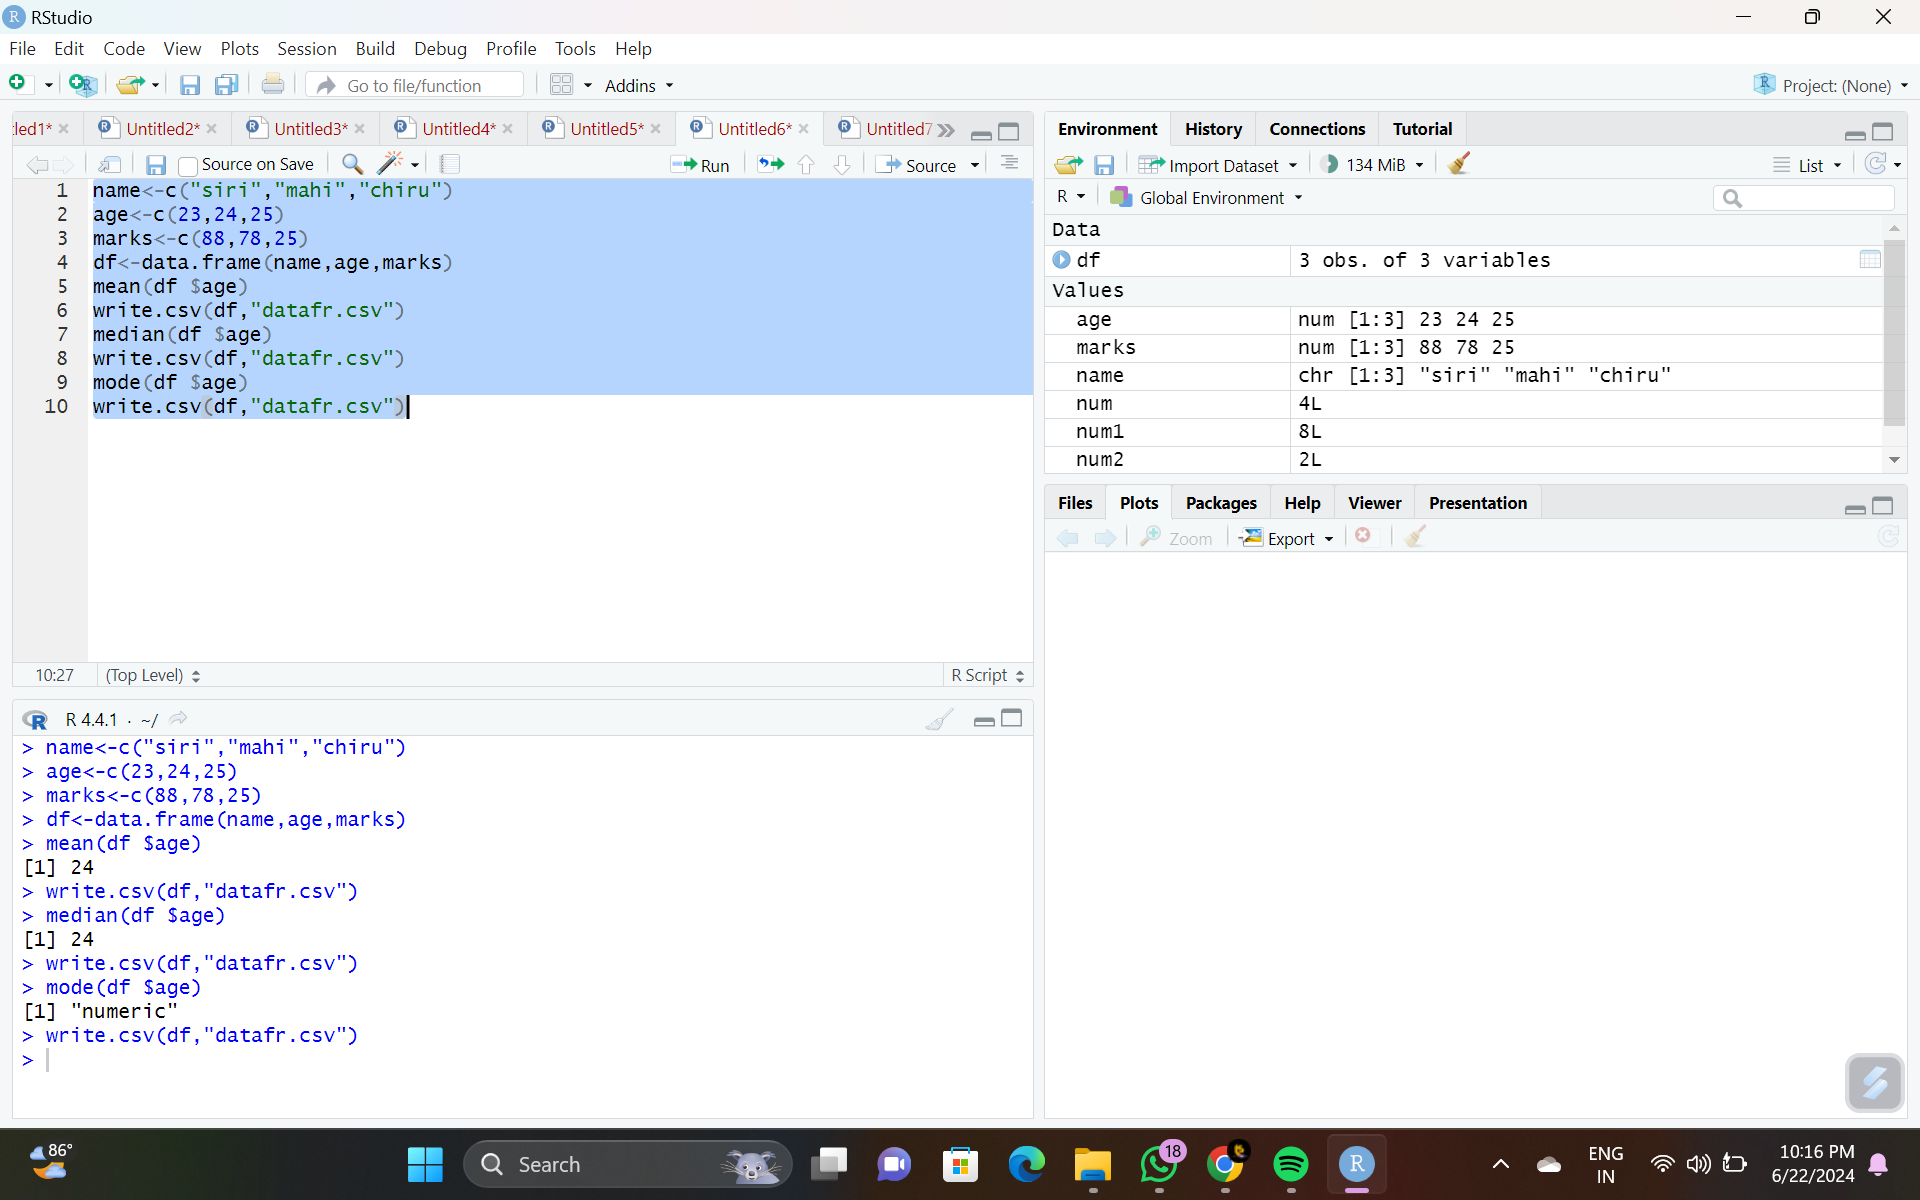 RStudio
File Edit Code View Plots Session Build Debug Profile Tools Help
Go to file/function Addins Project: (None)
led1* Untitled2* Untitled3* Untitled4* Untitled5* Untitled6* Untitled7
Source on Save Run Source
1 name<-c("siri","mahi","chiru")
2 age<-c(23,24,25)
3 marks<-c(88,78,25)
4 df<-data.frame(name,age,marks)
5 mean(df $age)
6 write.csv(df,"datafr.csv")
7 median(df $age)
8 write.csv(df,"datafr.csv")
9 mode(df $age)
10 write.csv(df,"datafr.csv")
10:27 (Top Level) R Script
R 4.4.1 · ~/
> name<-c("siri","mahi","chiru")
> age<-c(23,24,25)
> marks<-c(88,78,25)
> df<-data.frame(name,age,marks)
> mean(df $age)
[1] 24
> write.csv(df,"datafr.csv")
> median(df $age)
[1] 24
> write.csv(df,"datafr.csv")
> mode(df $age)
[1] "numeric"
> write.csv(df,"datafr.csv")
>
Environment History Connections Tutorial
Import Dataset 134 MiB List
R Global Environment
Data
df 3 obs. of 3 variables
Values
age num [1:3] 23 24 25
marks num [1:3] 88 78 25
name chr [1:3] "siri" "mahi" "chiru"
num 4L
num1 8L
num2 2L
Files Plots Packages Help Viewer Presentation
Zoom Export
86° Search 18 R ENG 10:16 PM
IN 6/22/2024